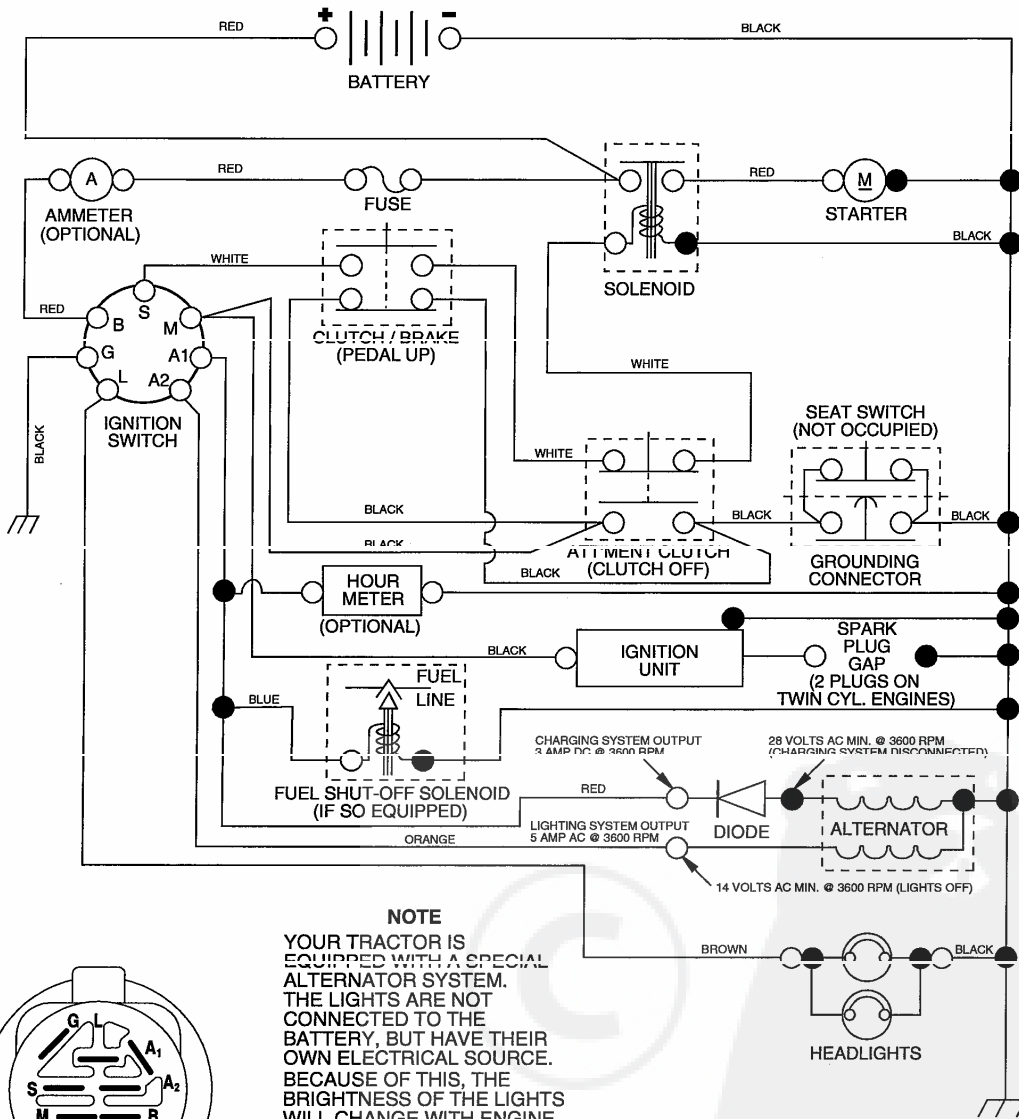 + -
RED
BLACK
BATTERY
RED
A
AMMETER
(OPTIONAL)
FUSE
RED
M
STARTER
BLACK
SOLENOID
WHITE
CLUTCH / BRAKE
(PEDAL UP)
RED
S
B
M
G
A1
L
A2
IGNITION
SWITCH
BLACK
WHITE
SEAT SWITCH
(NOT OCCUPIED)
WHITE
BLACK
BLACK
BLACK
BLACK
BLACK
(CLUTCH OFF)
CLUTCH
GROUNDING
CONNECTOR
HOUR
METER
(OPTIONAL)
BLACK
IGNITION
UNIT
SPARK
PLUG
GAP
(2 PLUGS ON
TWIN CYL. ENGINES)
BLUE
FUEL
LINE
FUEL SHUT-OFF SOLENOID
(IF SO EQUIPPED)
CHARGING SYSTEM OUTPUT
3 AMP DC @ 3600 RPM
28 VOLTS AC MIN. @ 3600 RPM
(CHARGING SYSTEM DISCONNECTED)
RED
DIODE
ALTERNATOR
LIGHTING SYSTEM OUTPUT
5 AMP AC @ 3600 RPM
ORANGE
14 VOLTS AC MIN. @ 3600 RPM (LIGHTS OFF)
BROWN
BLACK
HEADLIGHTS
NOTE
YOUR TRACTOR IS
EQUIPPED WITH A SPECIAL
ALTERNATOR SYSTEM.
THE LIGHTS ARE NOT
CONNECTED TO THE
BATTERY, BUT HAVE THEIR
OWN ELECTRICAL SOURCE.
BECAUSE OF THIS, THE
BRIGHTNESS OF THE LIGHTS
WILL CHANGE WITH ENGINE
G L
A1
S
A2
M
B
©